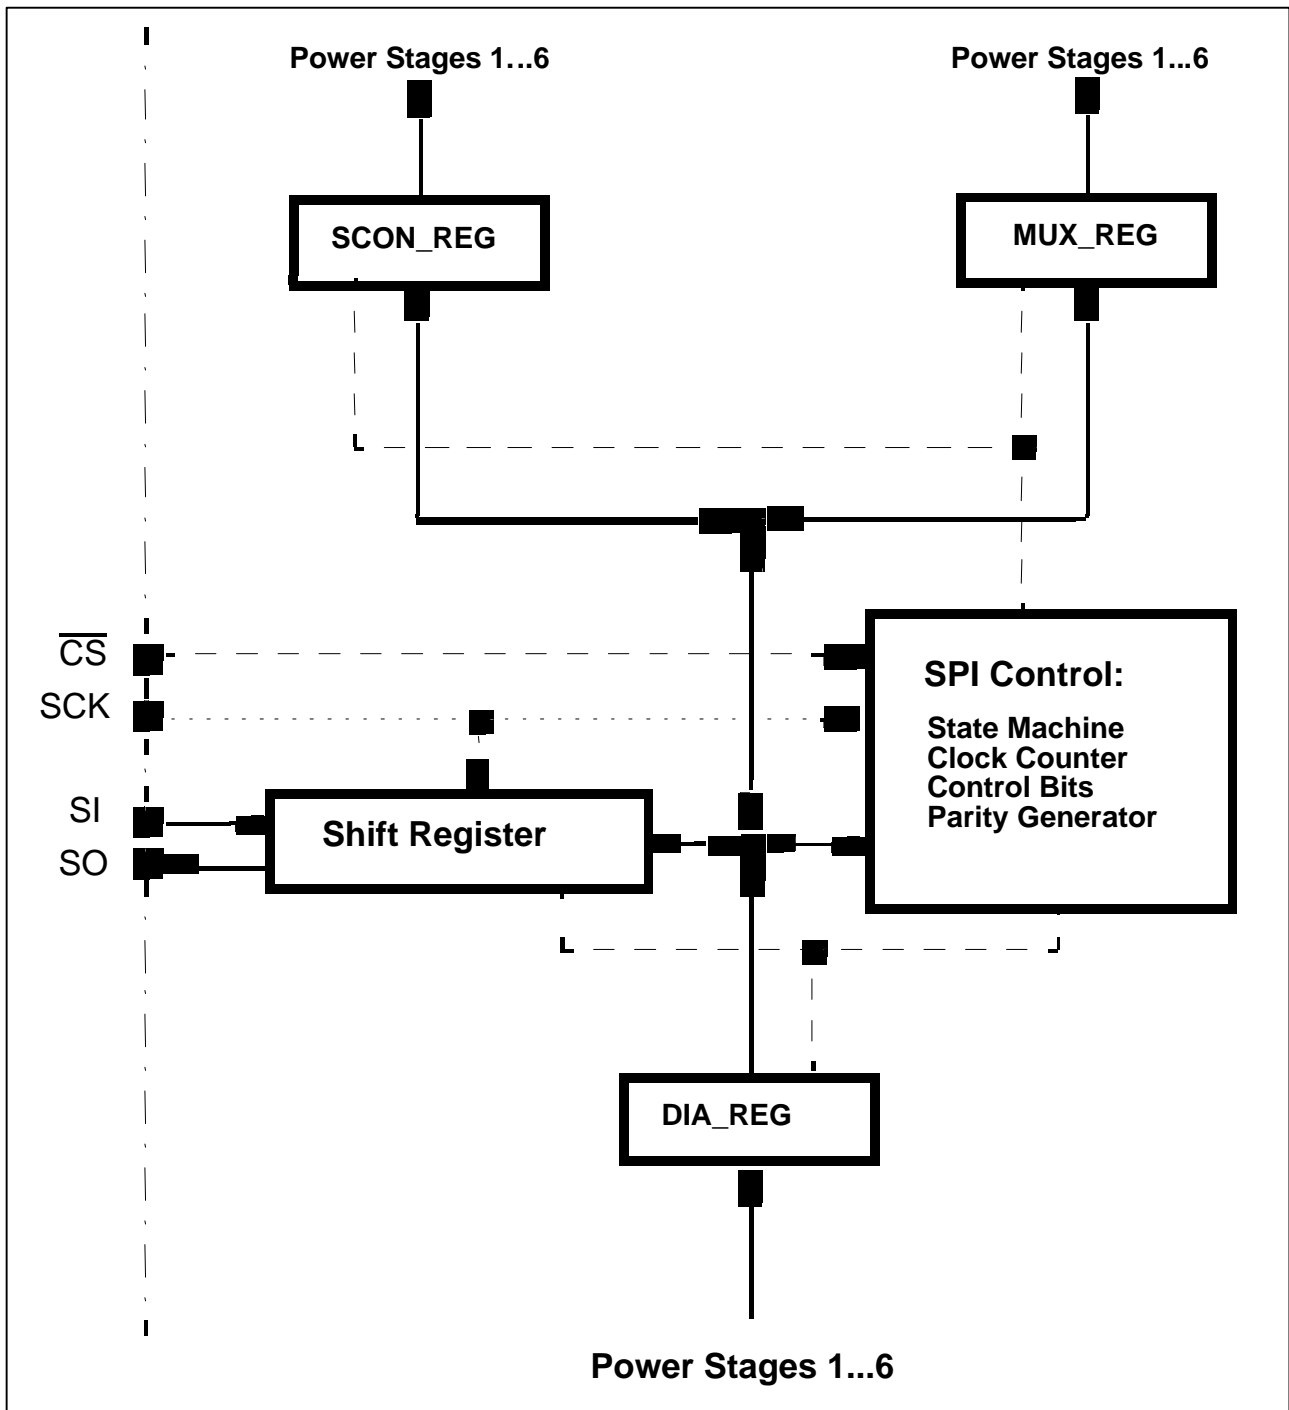 Power Stages 1...6
Power Stages 1...6
SCON_REG
MUX_REG
CS
SCK
SI
SO
SPI Control:
State Machine
Clock Counter
Control Bits
Parity Generator
Shift Register
DIA_REG
Power Stages 1...6